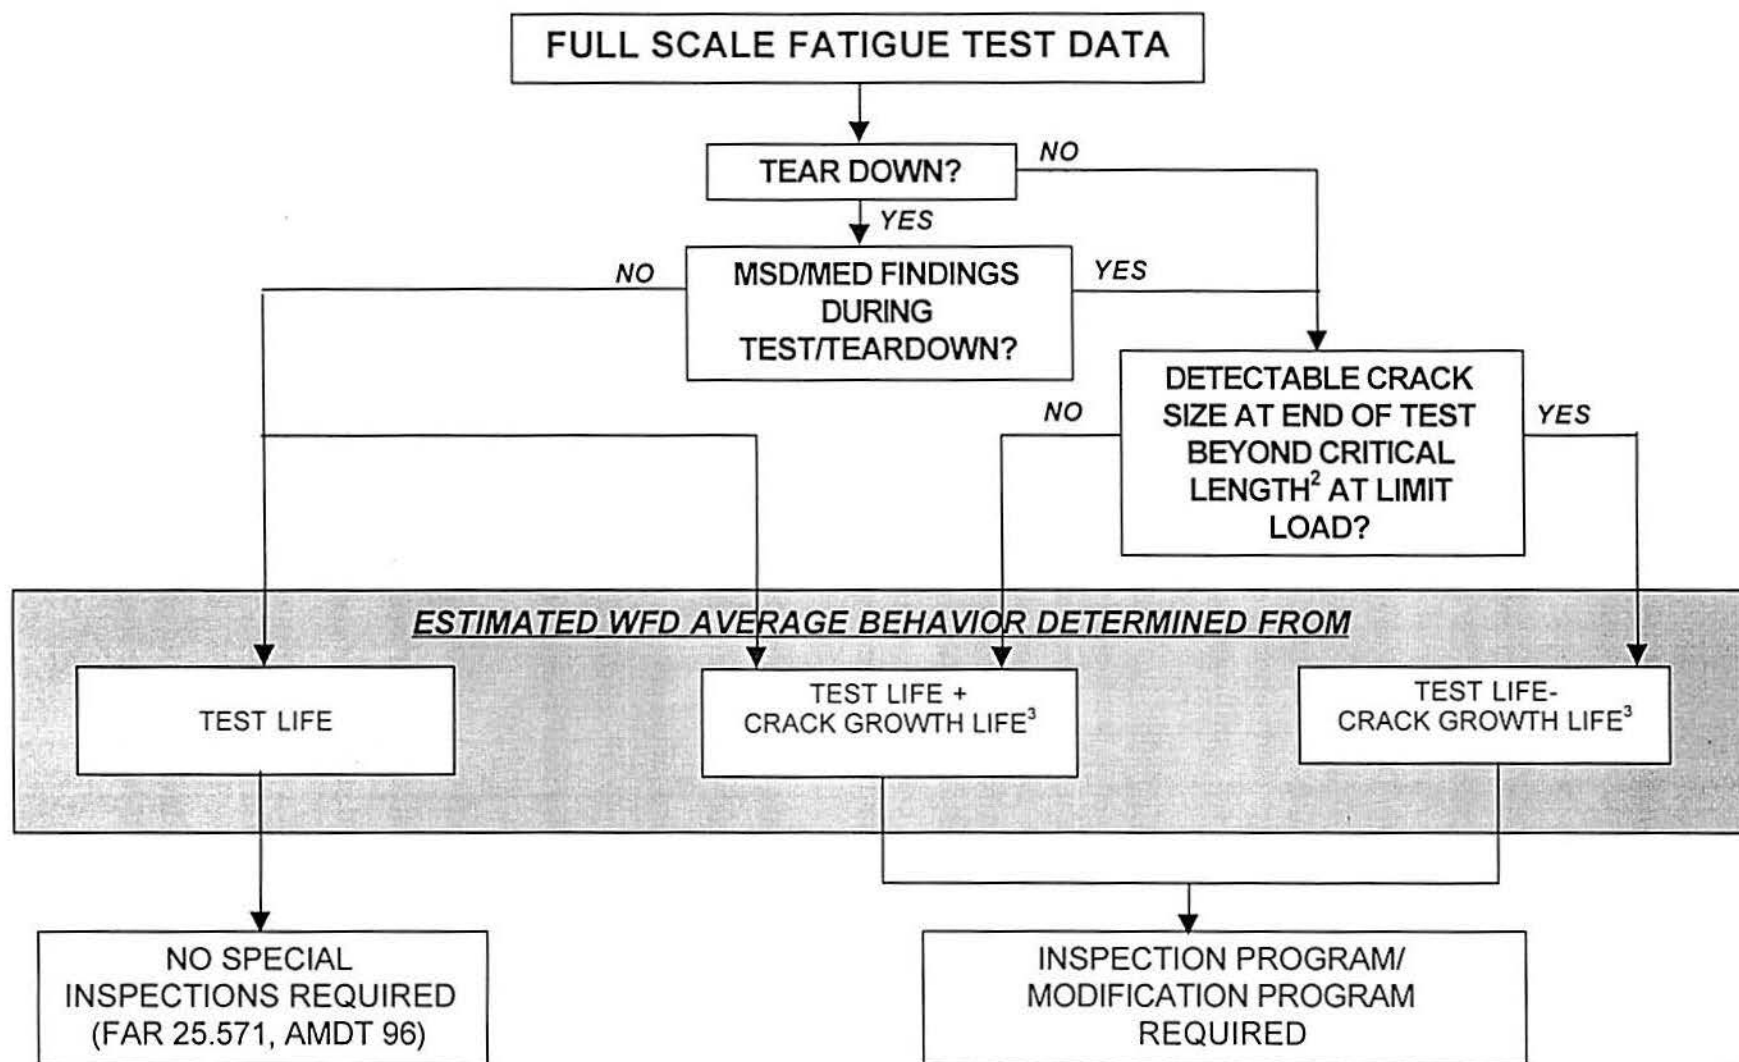 FULL SCALE FATIGUE TEST DATA
TEAR DOWN?
NO
YES
NO
MSD/MED FINDINGS
DURING
TEST/TEARDOWN?
YES
NO
DETECTABLE CRACK
SIZE AT END OF TEST
BEYOND CRITICAL
LENGTH² AT LIMIT
LOAD?
YES
ESTIMATED WFD AVERAGE BEHAVIOR DETERMINED FROM
TEST LIFE
TEST LIFE +
CRACK GROWTH LIFE³
TEST LIFE-
CRACK GROWTH LIFE³
NO SPECIAL
INSPECTIONS REQUIRED
(FAR 25.571, AMDT 96)
INSPECTION PROGRAM/
MODIFICATION PROGRAM
REQUIRED